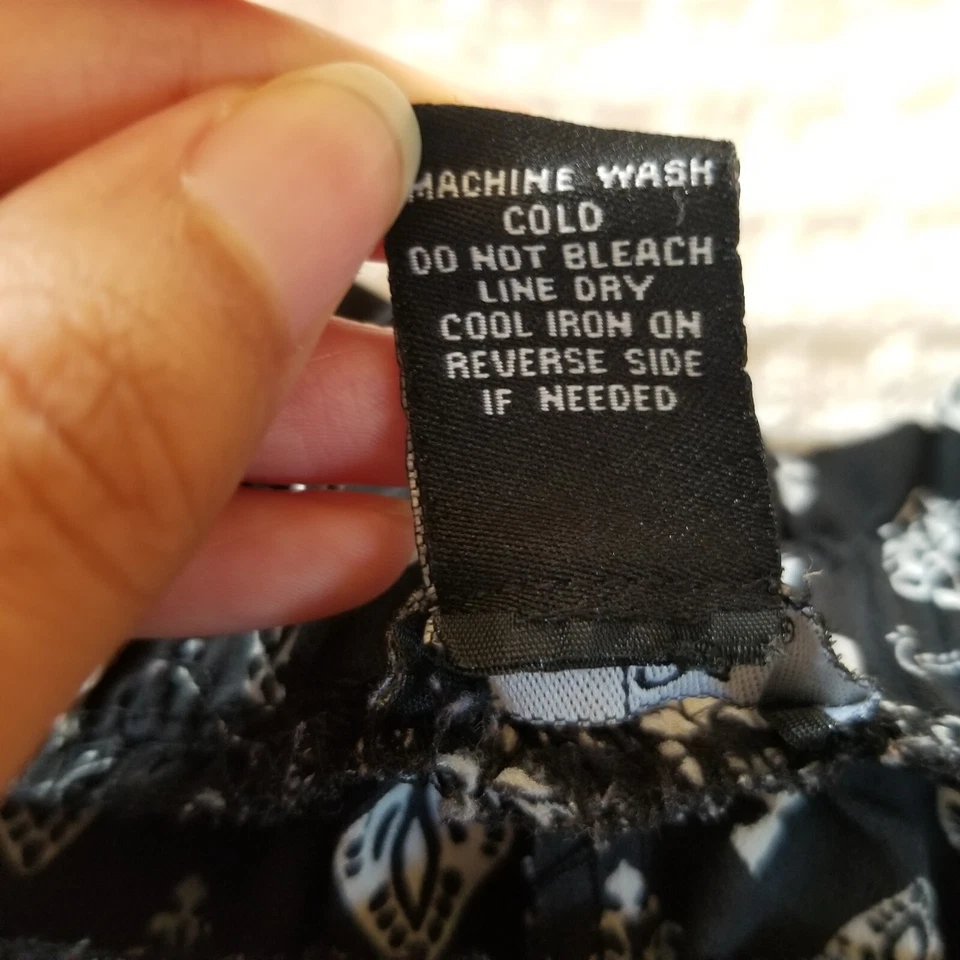 MACHINE WASH
COLD
DO NOT BLEACH
LINE DRY
COOL IRON ON
REVERSE SIDE
IF NEEDED